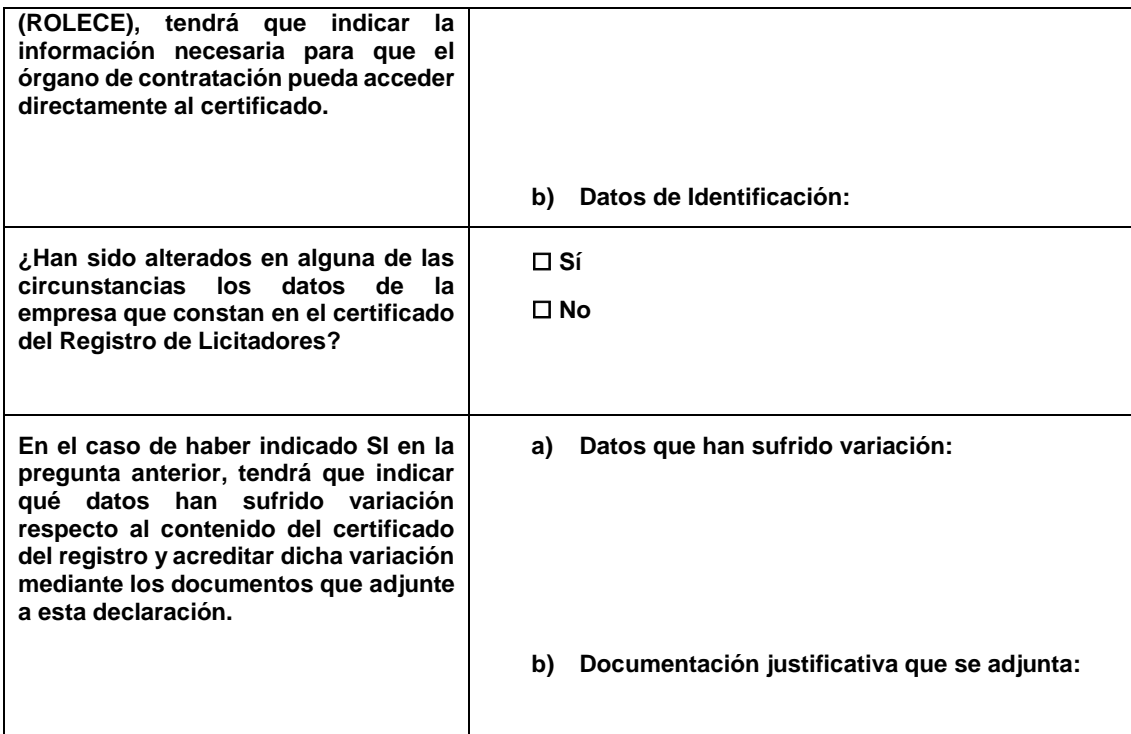 (ROLECE), tendrá que indicar la
información necesaria para que el
órgano de contratación pueda acceder
directamente al certificado.
b) Datos de Identificación:
¿Han sido alterados en alguna de las
circunstancias los datos de la
empresa que constan en el certificado
del Registro de Licitadores?
☐ Sí
☐ No
En el caso de haber indicado SI en la
pregunta anterior, tendrá que indicar
qué datos han sufrido variación
respecto al contenido del certificado
del registro y acreditar dicha variación
mediante los documentos que adjunte
a esta declaración.
a) Datos que han sufrido variación:
b) Documentación justificativa que se adjunta: